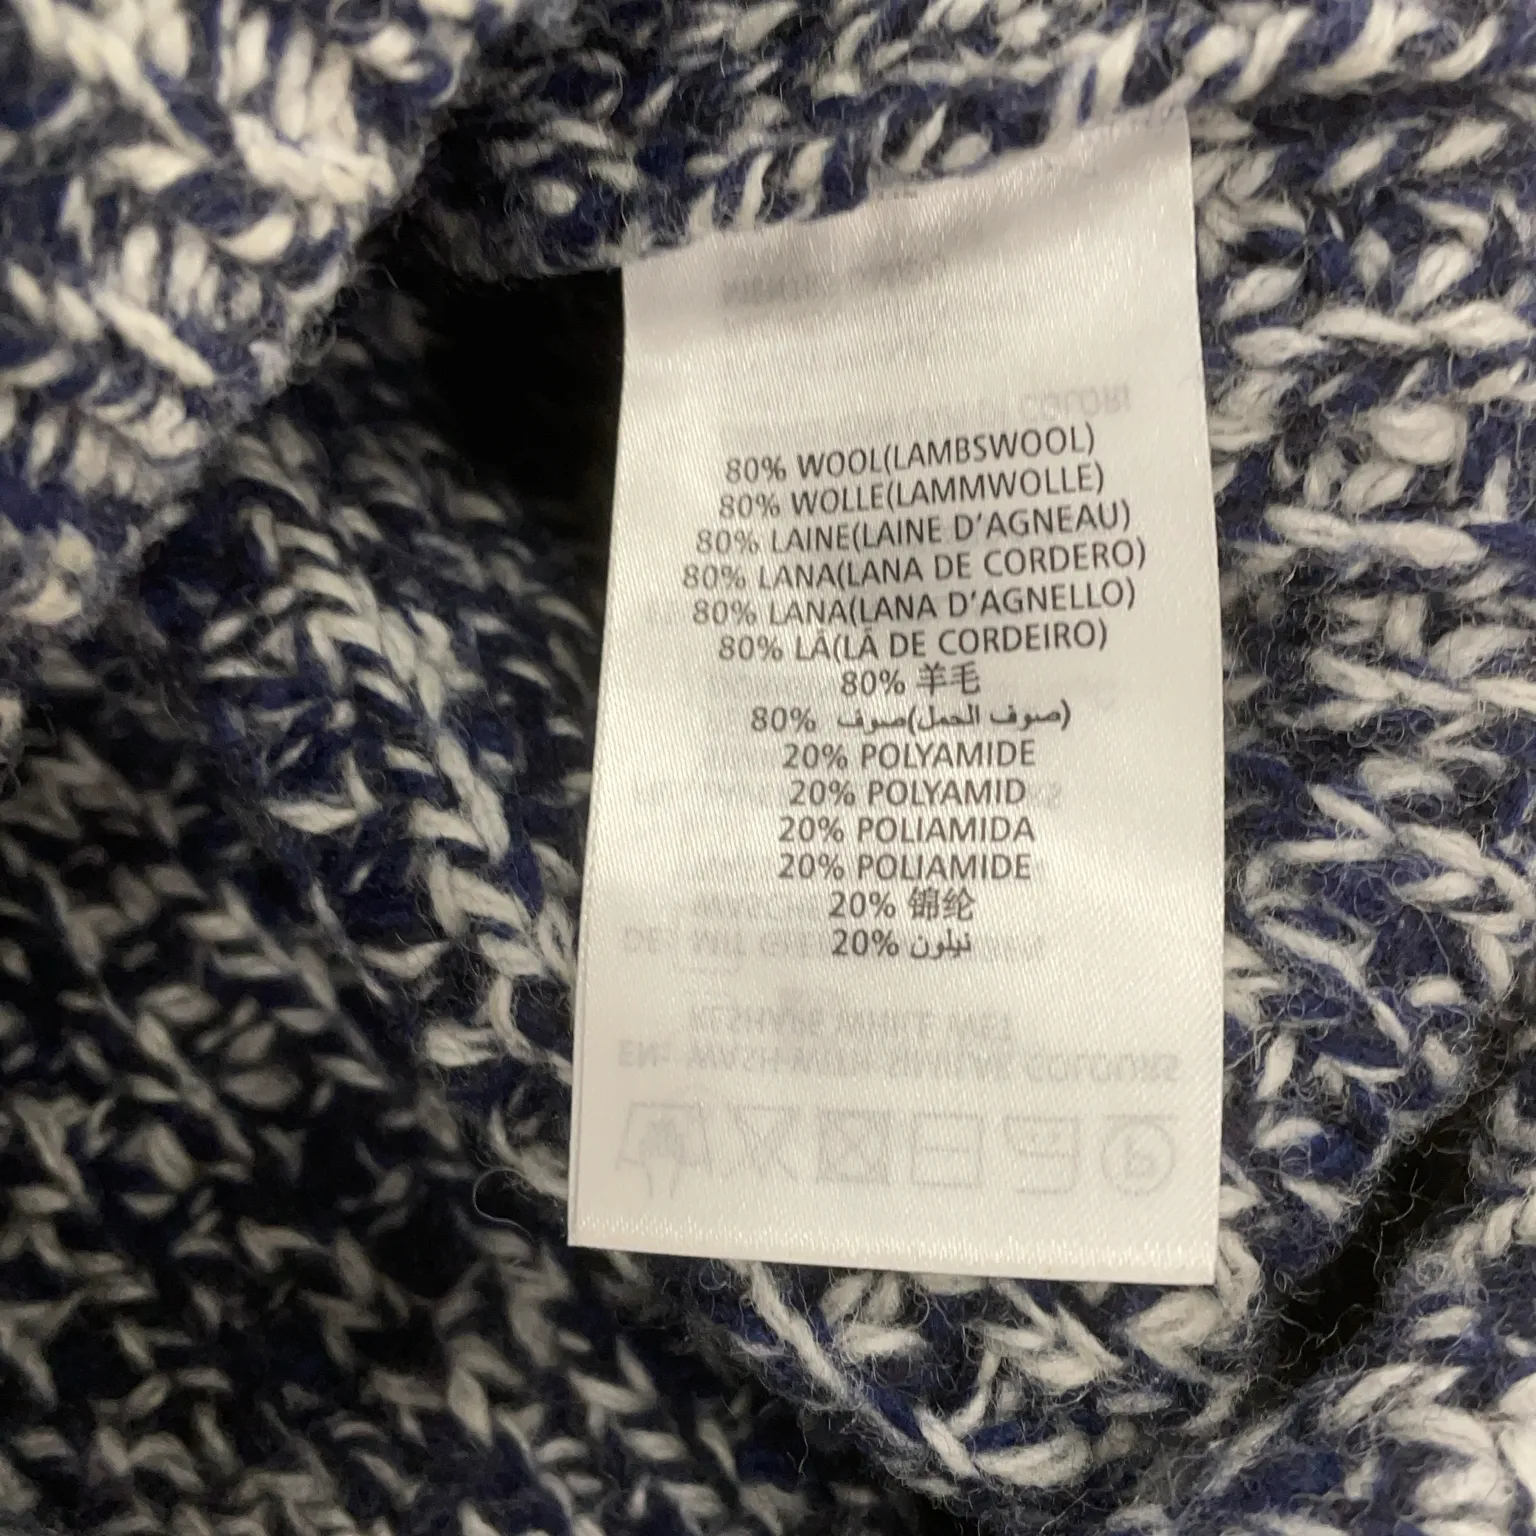 80% WOOL(LAMBSWOOL)
80% WOLLE(LAMMWOLLE)
80% LAINE(LAINE D'AGNEAU)
80% LANA(LANA DE CORDERO)
80% LANA(LANA D'AGNELLO)
80% LÃ(LÃ DE CORDEIRO)
80% 羊毛
80% صوف(صوف الحمل)
20% POLYAMIDE
20% POLYAMID
20% POLIAMIDA
20% POLIAMIDE
20% 锦纶
20% نيلون